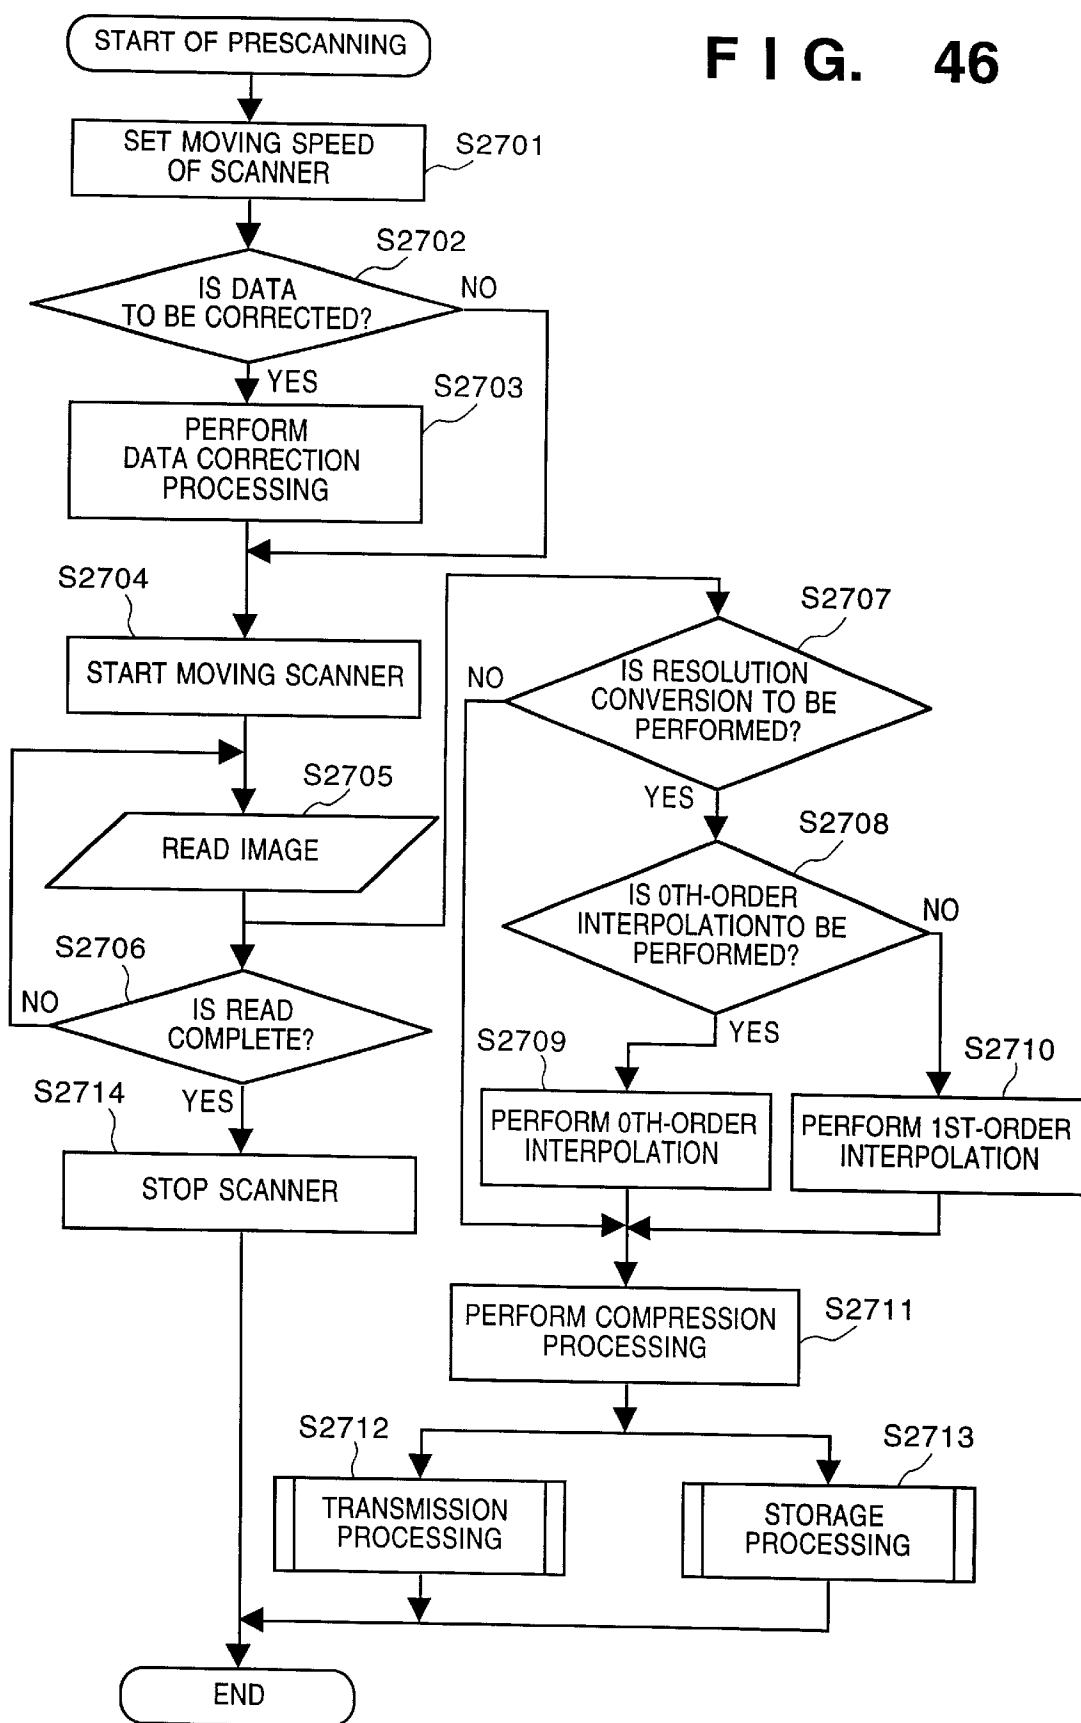 FIG. 46
START OF PRESCANNING
SET MOVING SPEED
OF SCANNER
S2701
S2702
IS DATA
TO BE CORRECTED?
NO
YES
S2703
PERFORM
DATA CORRECTION
PROCESSING
S2704
START MOVING SCANNER
S2705
READ IMAGE
S2706
NO
IS READ
COMPLETE?
YES
S2714
STOP SCANNER
S2707
NO
IS RESOLUTION
CONVERSION TO BE
PERFORMED?
YES
S2708
IS 0TH-ORDER
INTERPOLATIONTO BE
PERFORMED?
NO
YES
S2709
PERFORM 0TH-ORDER
INTERPOLATION
S2710
PERFORM 1ST-ORDER
INTERPOLATION
PERFORM COMPRESSION
PROCESSING
S2711
S2712
TRANSMISSION
PROCESSING
S2713
STORAGE
PROCESSING
END